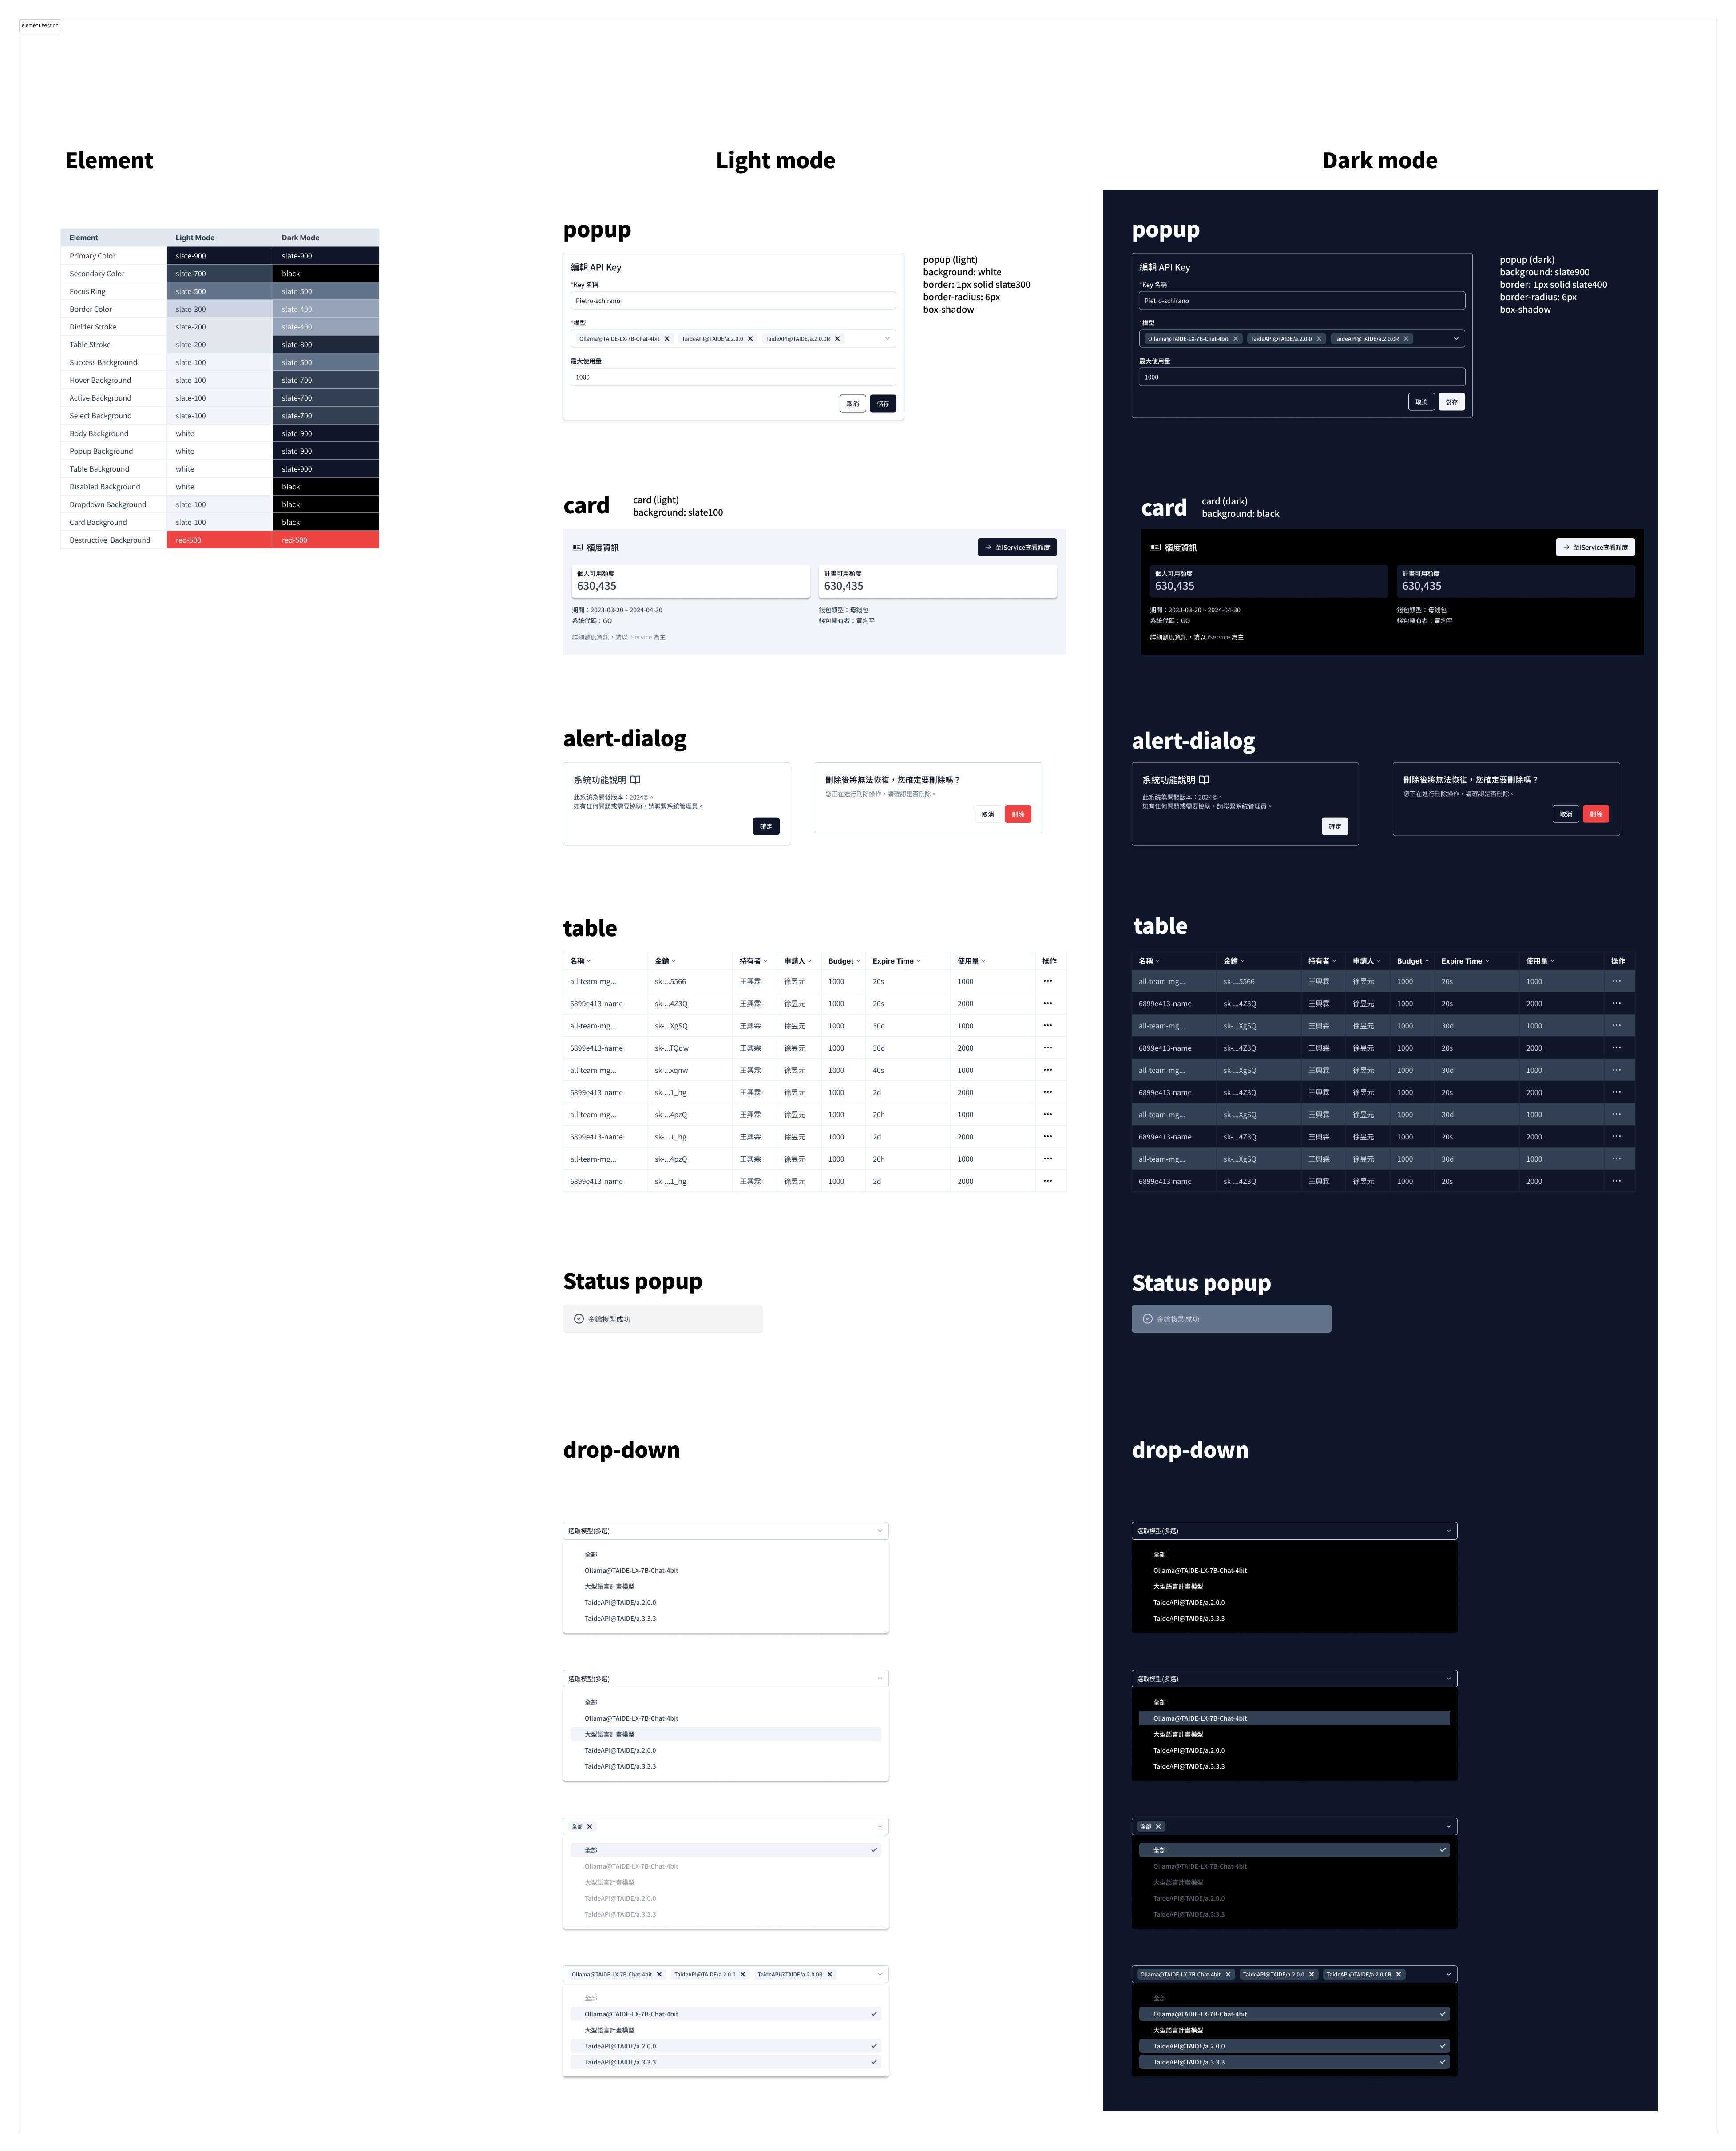 element section
Element
Element Light Mode Dark Mode
Primary Color slate-900 slate-900
Secondary Color slate-700 black
Focus Ring slate-500 slate-500
Border Color slate-300 slate-400
Divider Stroke slate-200 slate-400
Table Stroke slate-200 slate-800
Success Background slate-100 slate-500
Hover Background slate-100 slate-700
Active Background slate-100 slate-700
Select Background slate-100 slate-700
Body Background white slate-900
Popup Background white slate-900
Table Background white slate-900
Disabled Background white black
Dropdown Background slate-100 black
Card Background slate-100 black
Destructive Background red-500 red-500
Light mode
popup
編輯 API Key
*Key 名稱
Pietro-schirano
*模型
Ollama@TAIDE-LX-7B-Chat-4bit TaideAPI@TAIDE/a.2.0.0 TaideAPI@TAIDE/a.2.0.0R
最大使用量
1000
取消 儲存
popup (light)
background: white
border: 1px solid slate300
border-radius: 6px
box-shadow
card
card (light)
background: slate100
額度資訊
至iService查看額度
個人可用額度
630,435
計畫可用額度
630,435
期間：2023-03-20 ~ 2024-04-30
系統代碼：GO
錢包類型：母錢包
錢包擁有者：黃均平
詳細額度資訊，請以 iService 為主
alert-dialog
系統功能說明
此系統為開發版本：2024©。
如有任何問題或需要協助，請聯繫系統管理員。
確定
刪除後將無法恢復，您確定要刪除嗎？
您正在進行刪除操作，請確認是否刪除。
取消 刪除
table
名稱 金鑰 持有者 申請人 Budget Expire Time 使用量 操作
all-team-mg... sk-...5566 王興霖 徐昱元 1000 20s 1000
6899e413-name sk-...4Z3Q 王興霖 徐昱元 1000 20s 2000
all-team-mg... sk-...XgSQ 王興霖 徐昱元 1000 30d 1000
6899e413-name sk-...TQqw 王興霖 徐昱元 1000 30d 2000
all-team-mg... sk-...xqnw 王興霖 徐昱元 1000 40s 1000
6899e413-name sk-...1_hg 王興霖 徐昱元 1000 2d 2000
all-team-mg... sk-...4pzQ 王興霖 徐昱元 1000 20h 1000
6899e413-name sk-...1_hg 王興霖 徐昱元 1000 2d 2000
all-team-mg... sk-...4pzQ 王興霖 徐昱元 1000 20h 1000
6899e413-name sk-...1_hg 王興霖 徐昱元 1000 2d 2000
Status popup
金鑰複製成功
drop-down
選取模型(多選)
全部
Ollama@TAIDE-LX-7B-Chat-4bit
大型語言計畫模型
TaideAPI@TAIDE/a.2.0.0
TaideAPI@TAIDE/a.3.3.3
選取模型(多選)
全部
Ollama@TAIDE-LX-7B-Chat-4bit
大型語言計畫模型
TaideAPI@TAIDE/a.2.0.0
TaideAPI@TAIDE/a.3.3.3
全部
全部
Ollama@TAIDE-LX-7B-Chat-4bit
大型語言計畫模型
TaideAPI@TAIDE/a.2.0.0
TaideAPI@TAIDE/a.3.3.3
Ollama@TAIDE-LX-7B-Chat-4bit TaideAPI@TAIDE/a.2.0.0 TaideAPI@TAIDE/a.2.0.0R
全部
Ollama@TAIDE-LX-7B-Chat-4bit
大型語言計畫模型
TaideAPI@TAIDE/a.2.0.0
TaideAPI@TAIDE/a.3.3.3
Dark mode
popup
編輯 API Key
*Key 名稱
Pietro-schirano
*模型
Ollama@TAIDE-LX-7B-Chat-4bit TaideAPI@TAIDE/a.2.0.0 TaideAPI@TAIDE/a.2.0.0R
最大使用量
1000
取消 儲存
popup (dark)
background: slate900
border: 1px solid slate400
border-radius: 6px
box-shadow
card
card (dark)
background: black
額度資訊
至iService查看額度
個人可用額度
630,435
計畫可用額度
630,435
期間：2023-03-20 ~ 2024-04-30
系統代碼：GO
錢包類型：母錢包
錢包擁有者：黃均平
詳細額度資訊，請以 iService 為主
alert-dialog
系統功能說明
此系統為開發版本：2024©。
如有任何問題或需要協助，請聯繫系統管理員。
確定
刪除後將無法恢復，您確定要刪除嗎？
您正在進行刪除操作，請確認是否刪除。
取消 刪除
table
名稱 金鑰 持有者 申請人 Budget Expire Time 使用量 操作
all-team-mg... sk-...5566 王興霖 徐昱元 1000 20s 1000
6899e413-name sk-...4Z3Q 王興霖 徐昱元 1000 20s 2000
all-team-mg... sk-...XgSQ 王興霖 徐昱元 1000 30d 1000
6899e413-name sk-...4Z3Q 王興霖 徐昱元 1000 20s 2000
all-team-mg... sk-...XgSQ 王興霖 徐昱元 1000 30d 1000
6899e413-name sk-...4Z3Q 王興霖 徐昱元 1000 20s 2000
all-team-mg... sk-...XgSQ 王興霖 徐昱元 1000 30d 1000
6899e413-name sk-...4Z3Q 王興霖 徐昱元 1000 20s 2000
all-team-mg... sk-...XgSQ 王興霖 徐昱元 1000 30d 1000
6899e413-name sk-...4Z3Q 王興霖 徐昱元 1000 20s 2000
Status popup
金鑰複製成功
drop-down
選取模型(多選)
全部
Ollama@TAIDE-LX-7B-Chat-4bit
大型語言計畫模型
TaideAPI@TAIDE/a.2.0.0
TaideAPI@TAIDE/a.3.3.3
選取模型(多選)
全部
Ollama@TAIDE-LX-7B-Chat-4bit
大型語言計畫模型
TaideAPI@TAIDE/a.2.0.0
TaideAPI@TAIDE/a.3.3.3
全部
全部
Ollama@TAIDE-LX-7B-Chat-4bit
大型語言計畫模型
TaideAPI@TAIDE/a.2.0.0
TaideAPI@TAIDE/a.3.3.3
Ollama@TAIDE-LX-7B-Chat-4bit TaideAPI@TAIDE/a.2.0.0 TaideAPI@TAIDE/a.2.0.0R
全部
Ollama@TAIDE-LX-7B-Chat-4bit
大型語言計畫模型
TaideAPI@TAIDE/a.2.0.0
TaideAPI@TAIDE/a.3.3.3